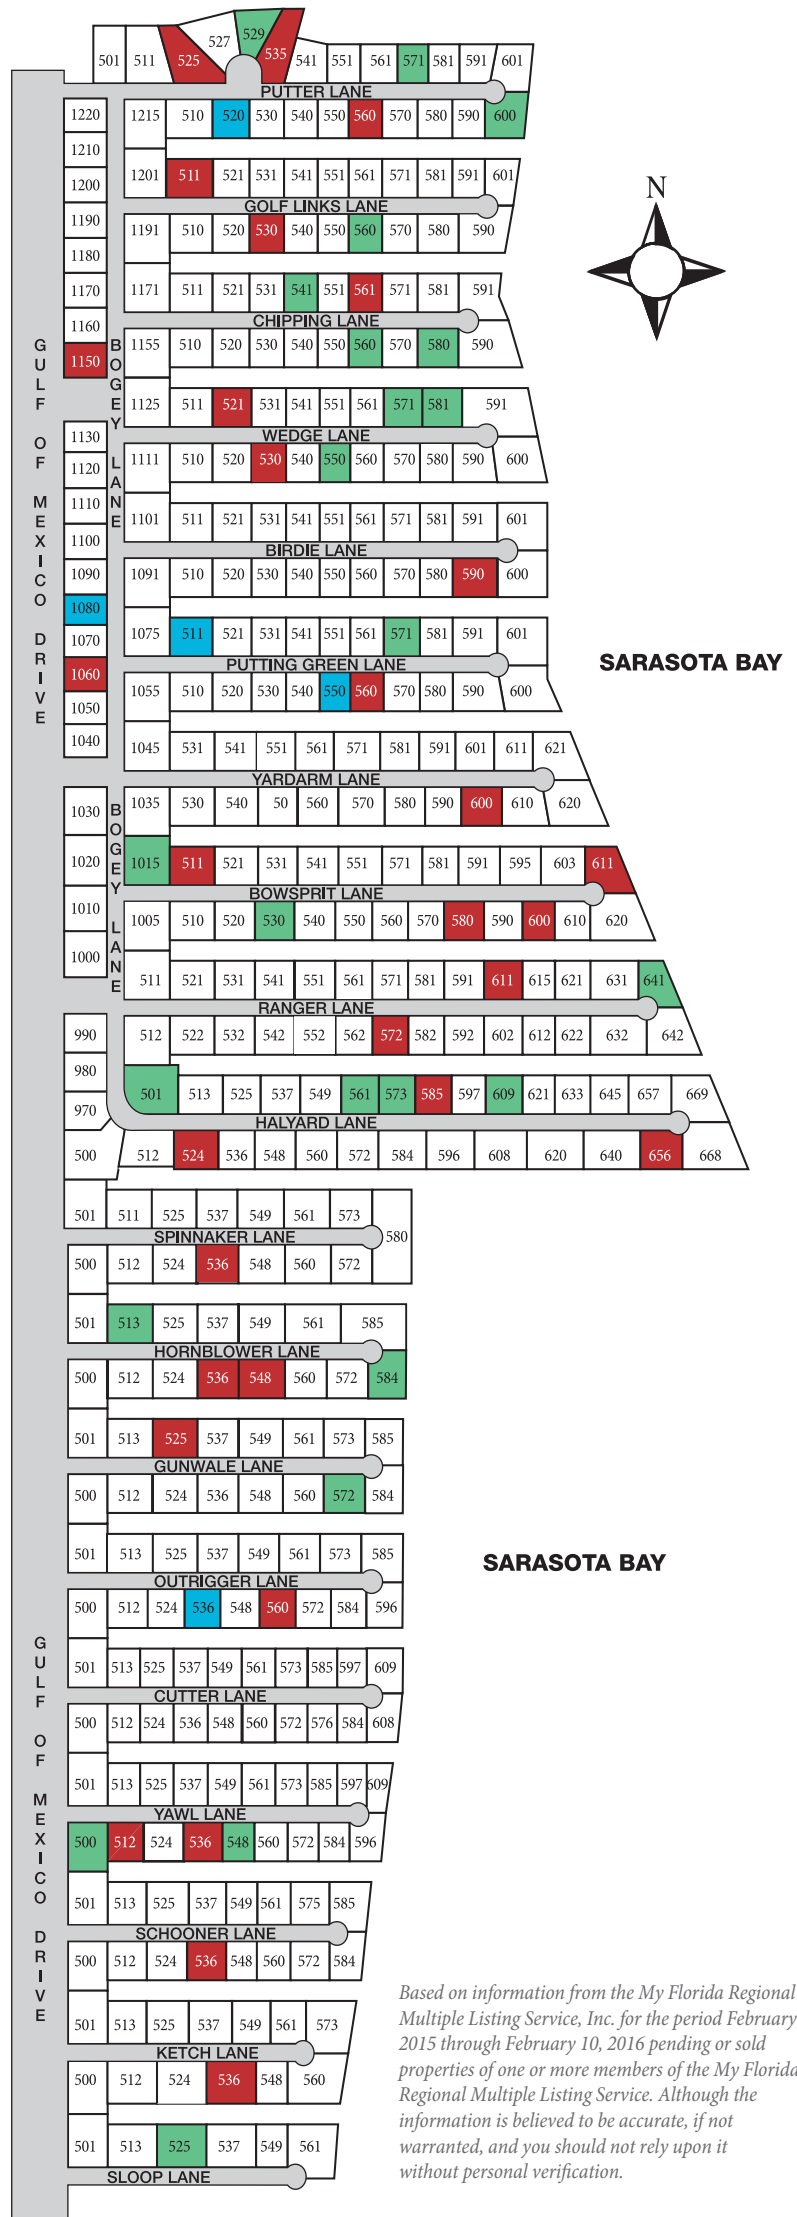 501 511 525 527 529 535 541 551 561 571 581 591 601
PUTTER LANE
1220 1215 510 520 530 540 550 560 570 580 590 600
1210
1200 1201 511 521 531 541 551 561 571 581 591 601
GOLF LINKS LANE
1190 1191 510 520 530 540 550 560 570 580 590
1180
1170 1171 511 521 531 541 551 561 571 581 591
CHIPPING LANE
1160 1155 510 520 530 540 550 560 570 580 590
1150
1125 511 521 531 541 551 561 571 581 591
WEDGE LANE
1130
1120 1111 510 520 530 540 550 560 570 580 590 600
1110
1100 1101 511 521 531 541 551 561 571 581 591 601
BIRDIE LANE
1090 1091 510 520 530 540 550 560 570 580 590 600
1080
1070 1075 511 521 531 541 551 561 571 581 591 601
PUTTING GREEN LANE
1060 1055 510 520 530 540 550 560 570 580 590 600
1050
1040 1045 531 541 551 561 571 581 591 601 611 621
YARDARM LANE
1030 1035 530 540 50 560 570 580 590 600 610 620
1020 1015 511 521 531 541 551 571 581 591 595 603 611
BOWSPRIT LANE
1010 1005 510 520 530 540 550 560 570 580 590 600 610 620
1000
511 521 531 541 551 561 571 581 591 611 615 621 631 641
RANGER LANE
990 512 522 532 542 552 562 572 582 592 602 612 622 632 642
980
970 501 513 525 537 549 561 573 585 597 609 621 633 645 657 669
HALYARD LANE
500 512 524 536 548 560 572 584 596 608 620 640 656 668
501 511 525 537 549 561 573 580
SPINNAKER LANE
500 512 524 536 548 560 572
501 513 525 537 549 561 585
HORNBLOWER LANE
500 512 524 536 548 560 572 584
501 513 525 537 549 561 573 585
GUNWALE LANE
500 512 524 536 548 560 572 584
501 513 525 537 549 561 573 585
OUTRIGGER LANE
500 512 524 536 548 560 572 584 596
501 513 525 537 549 561 573 585 597 609
CUTTER LANE
500 512 524 536 548 560 572 576 584 608
501 513 525 537 549 561 573 585 597 609
YAWL LANE
500 512 524 536 548 560 572 584 596
501 513 525 537 549 561 575 585
SCHOONER LANE
500 512 524 536 548 560 572 584
501 513 525 537 549 561 573
KETCH LANE
500 512 524 536 548 560
501 513 525 537 549 561
SLOOP LANE
GULF OF MEXICO DRIVE
BOGEY LANE
BOGEY LANE
GULF OF MEXICO DRIVE
N
SARASOTA BAY
SARASOTA BAY
Based on information from the My Florida Regional
Multiple Listing Service, Inc. for the period February
2015 through February 10, 2016 pending or sold
properties of one or more members of the My Florida
Regional Multiple Listing Service. Although the
information is believed to be accurate, if not
warranted, and you should not rely upon it
without personal verification.